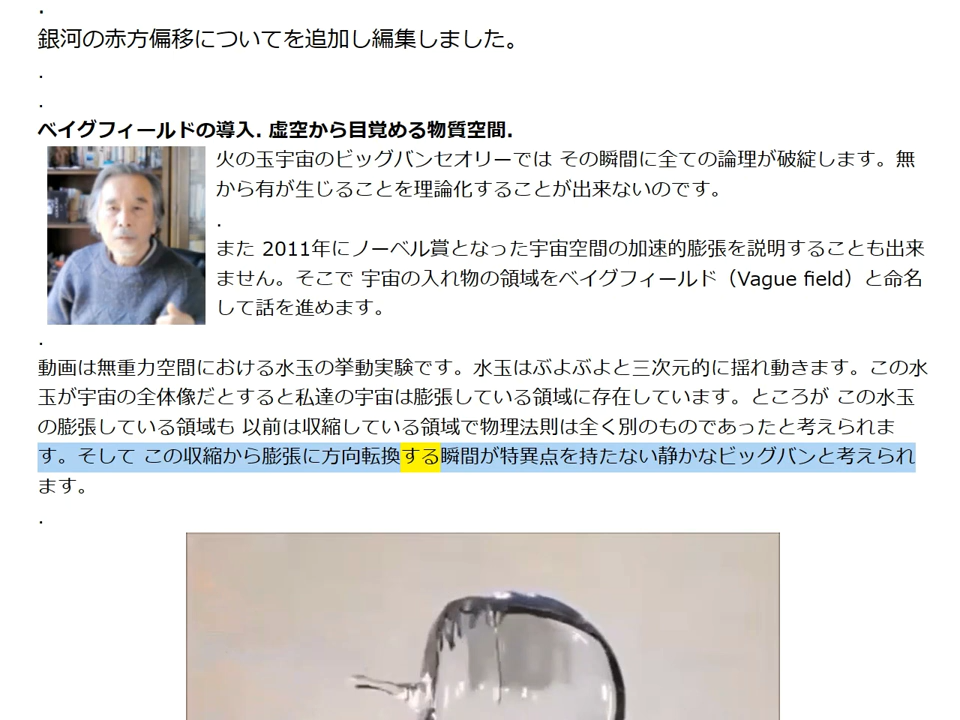 .
銀河の赤方偏移についてを追加し編集しました。
.
.
ベイグフィールドの導入. 虚空から目覚める物質空間.
火の玉宇宙のビッグバンセオリーでは その瞬間に全ての論理が破綻します。無
から有が生じることを理論化することが出来ないのです。
.
また 2011年にノーベル賞となった宇宙空間の加速的膨張を説明することも出来
ません。そこで 宇宙の入れ物の領域をベイグフィールド（Vague field）と命名
して話を進めます。
.
動画は無重力空間における水玉の挙動実験です。水玉はぶよぶよと三次元的に揺れ動きます。この水
玉が宇宙の全体像だとすると私達の宇宙は膨張している領域に存在しています。ところが この水玉
の膨張している領域も 以前は収縮している領域で物理法則は全く別のものであったと考えられま
す。そして この収縮から膨張に方向転換する瞬間が特異点を持たない静かなビッグバンと考えられ
ます。
.